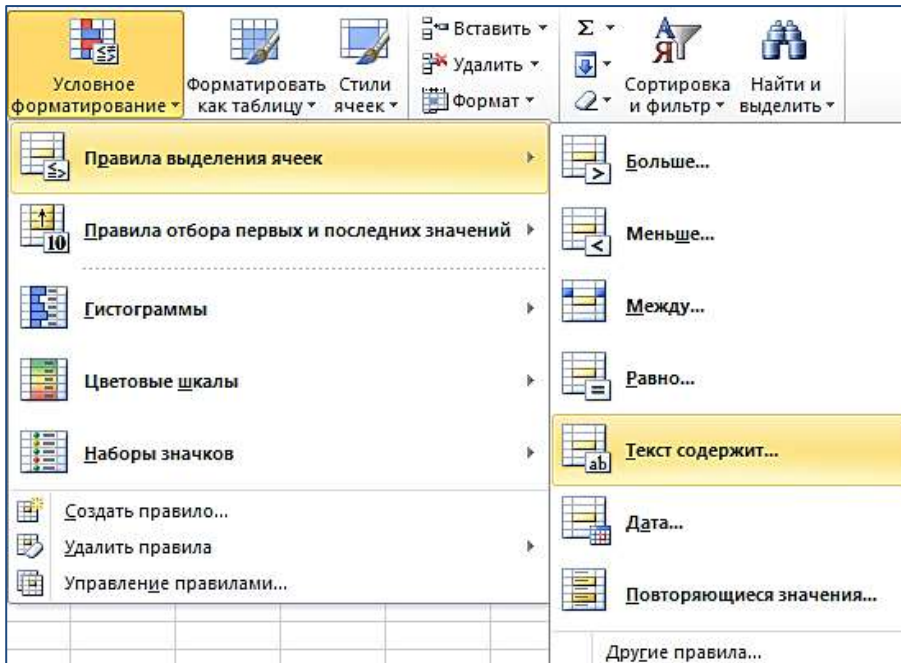 Условное
форматирование
Форматировать
как таблицу
Стили
ячеек
Вставить
Удалить
Формат
Σ
А
Я
Сортировка
и фильтр
Найти и
выделить
Правила выделения ячеек
10
Правила отбора первых и последних значений
Гистограммы
Цветовые шкалы
Наборы значков
Создать правило...
Удалить правила
Управление правилами...
>
Больше...
<
Меньше...
Между...
=
Равно...
ab
Текст содержит...
Дата...
Повторяющиеся значения...
Другие правила...